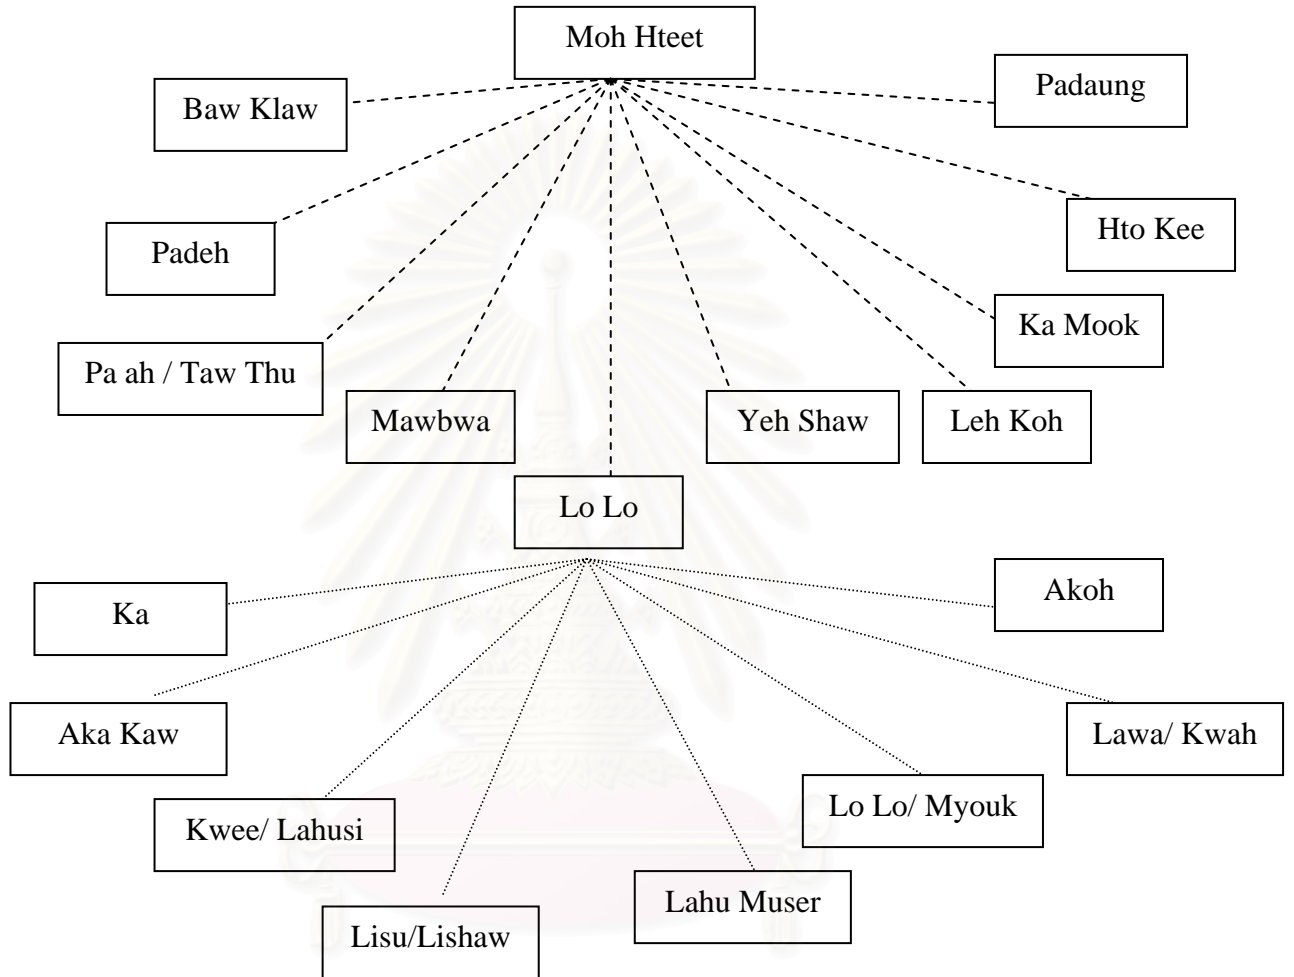 Moh Hteet
Padaung
Baw Klaw
Hto Kee
Padeh
Ka Mook
Pa ah / Taw Thu
Mawbwa
Yeh Shaw
Leh Koh
Lo Lo
Akoh
Ka
Aka Kaw
Lawa/ Kwah
Lo Lo/ Myouk
Kwee/ Lahusi
Lahu Muser
Lisu/Lishaw